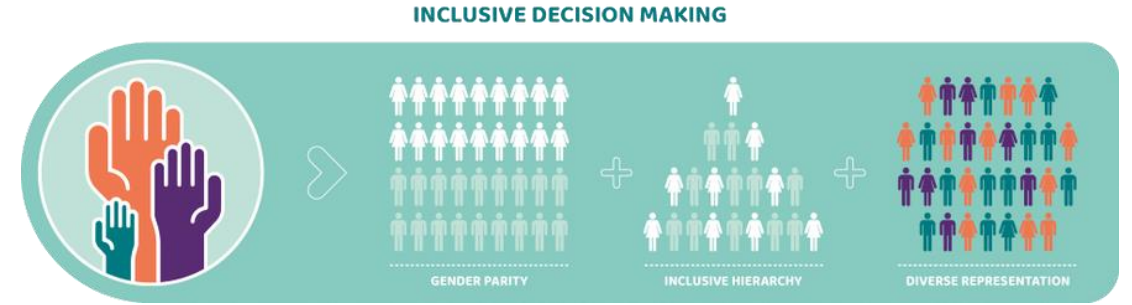 INCLUSIVE DECISION MAKING
GENDER PARITY
INCLUSIVE HIERARCHY
DIVERSE REPRESENTATION